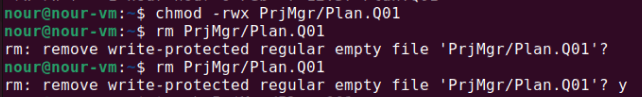 nour@nour-vm:~$ chmod -rwx PrjMgr/Plan.Q01
nour@nour-vm:~$ rm PrjMgr/Plan.Q01
rm: remove write-protected regular empty file 'PrjMgr/Plan.Q01'?
nour@nour-vm:~$ rm PrjMgr/Plan.Q01
rm: remove write-protected regular empty file 'PrjMgr/Plan.Q01'? y